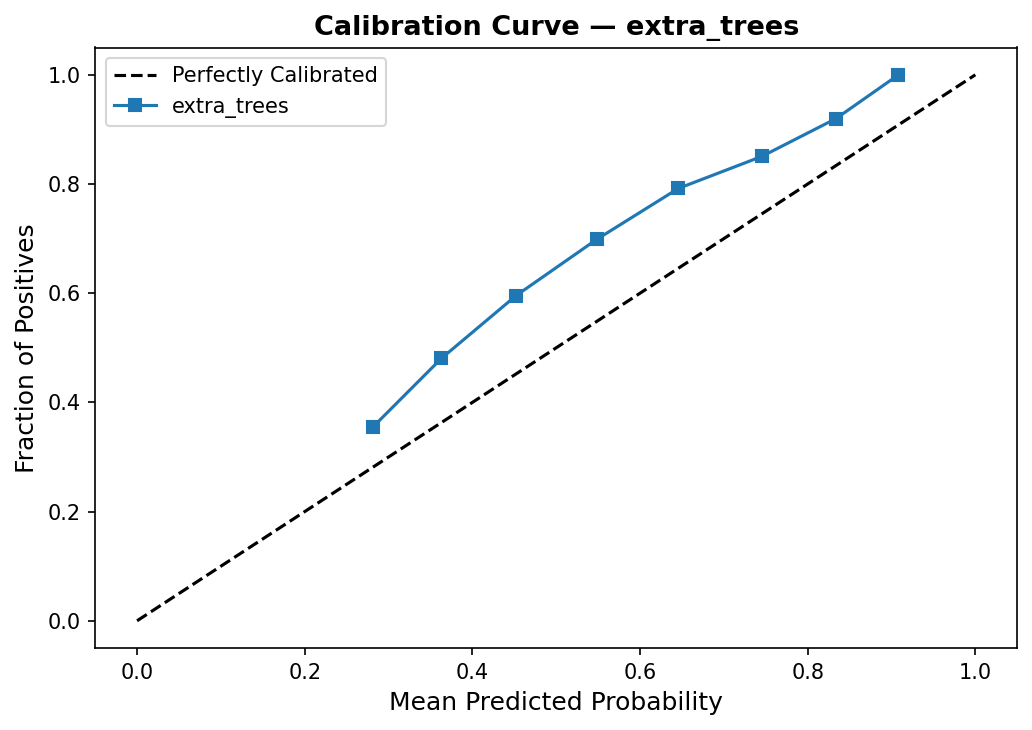 Calibration Curve — extra_trees
Perfectly Calibrated
extra_trees
Fraction of Positives
1.0
0.8
0.6
0.4
0.2
0.0
0.0 0.2 0.4 0.6 0.8 1.0
Mean Predicted Probability